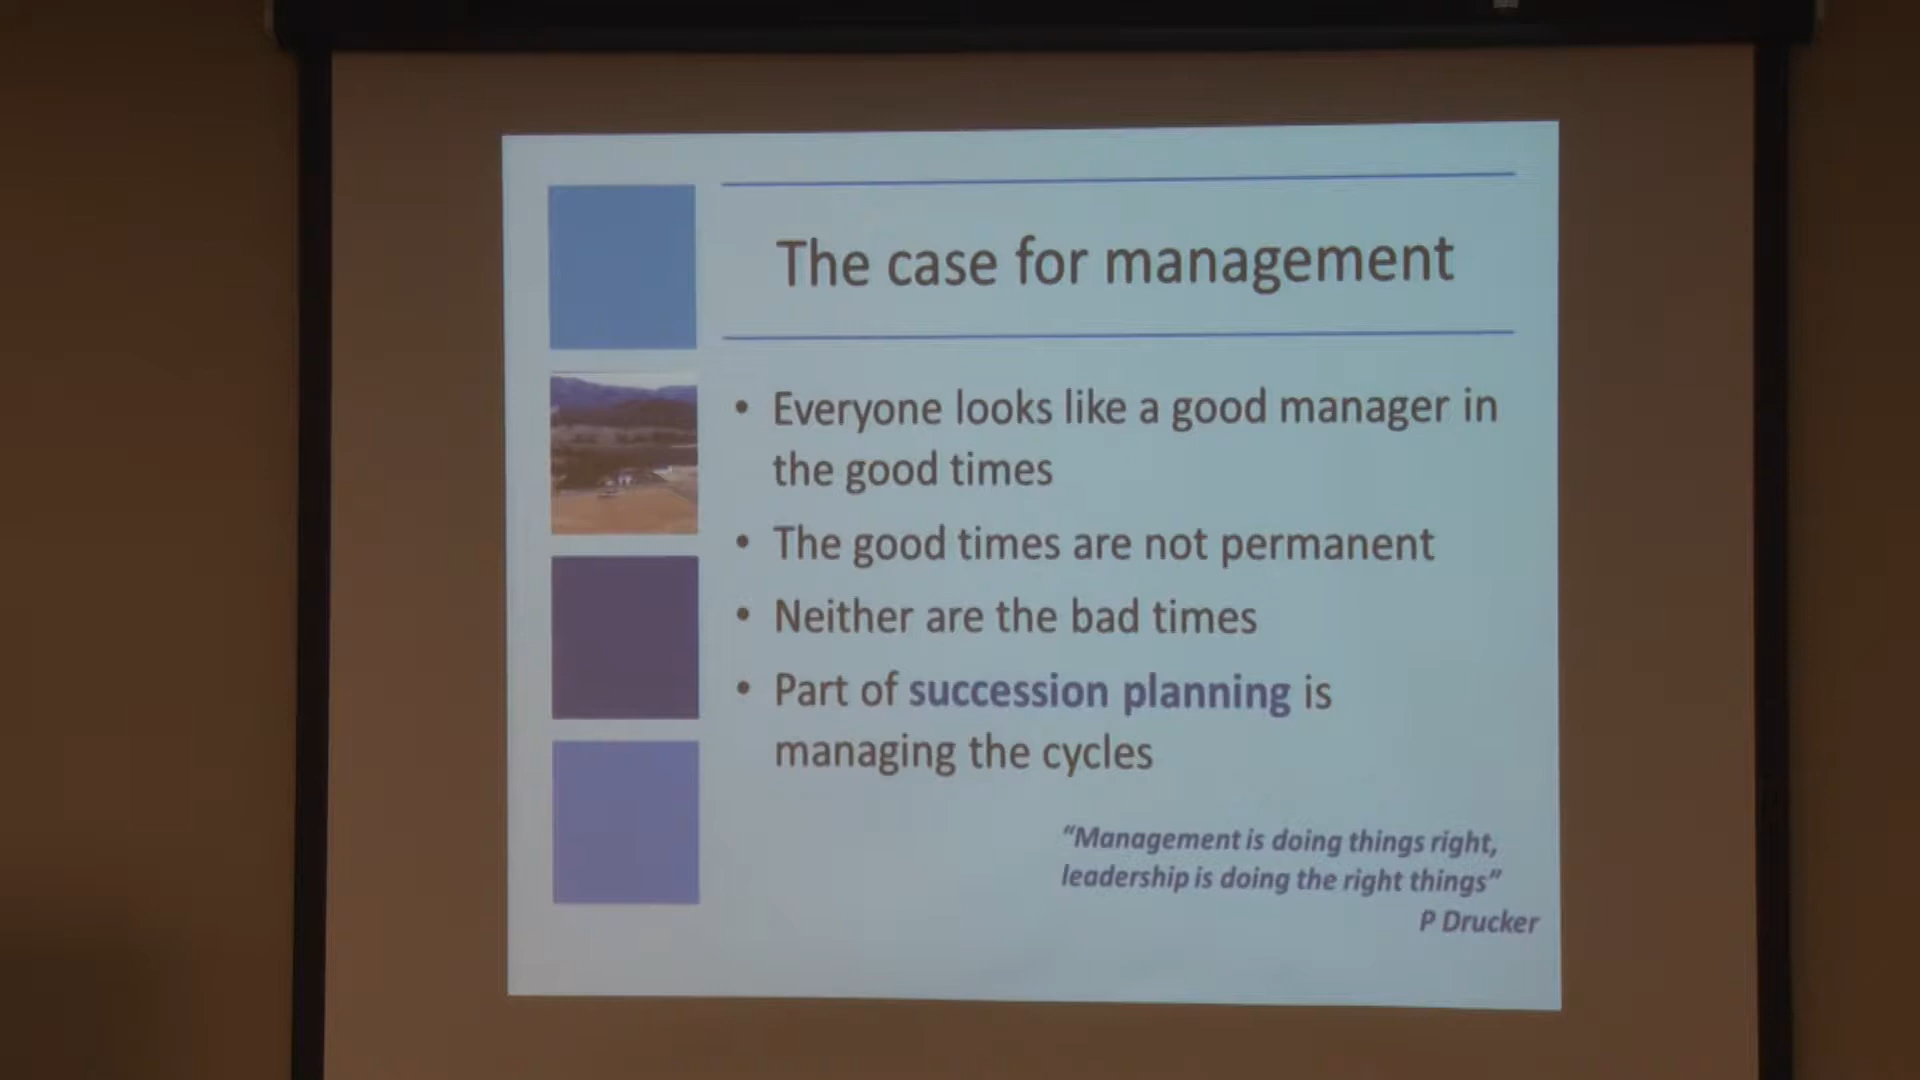 The case for management
• Everyone looks like a good manager in
the good times
• The good times are not permanent
• Neither are the bad times
• Part of succession planning is
managing the cycles
“Management is doing things right,
leadership is doing the right things”
P Drucker